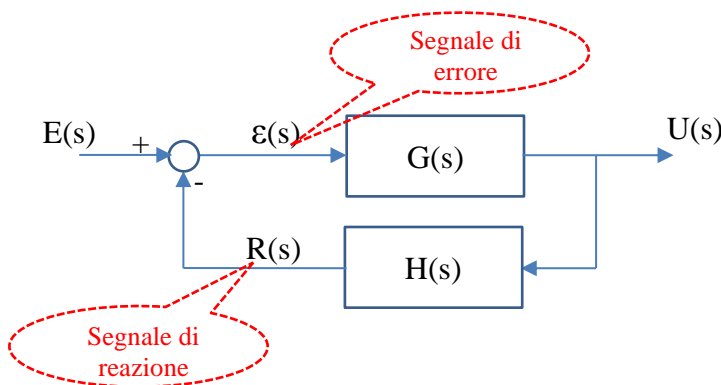 Segnale di
errore
E(s)
+
ε(s)
U(s)
G(s)
-
R(s)
H(s)
Segnale di
reazione